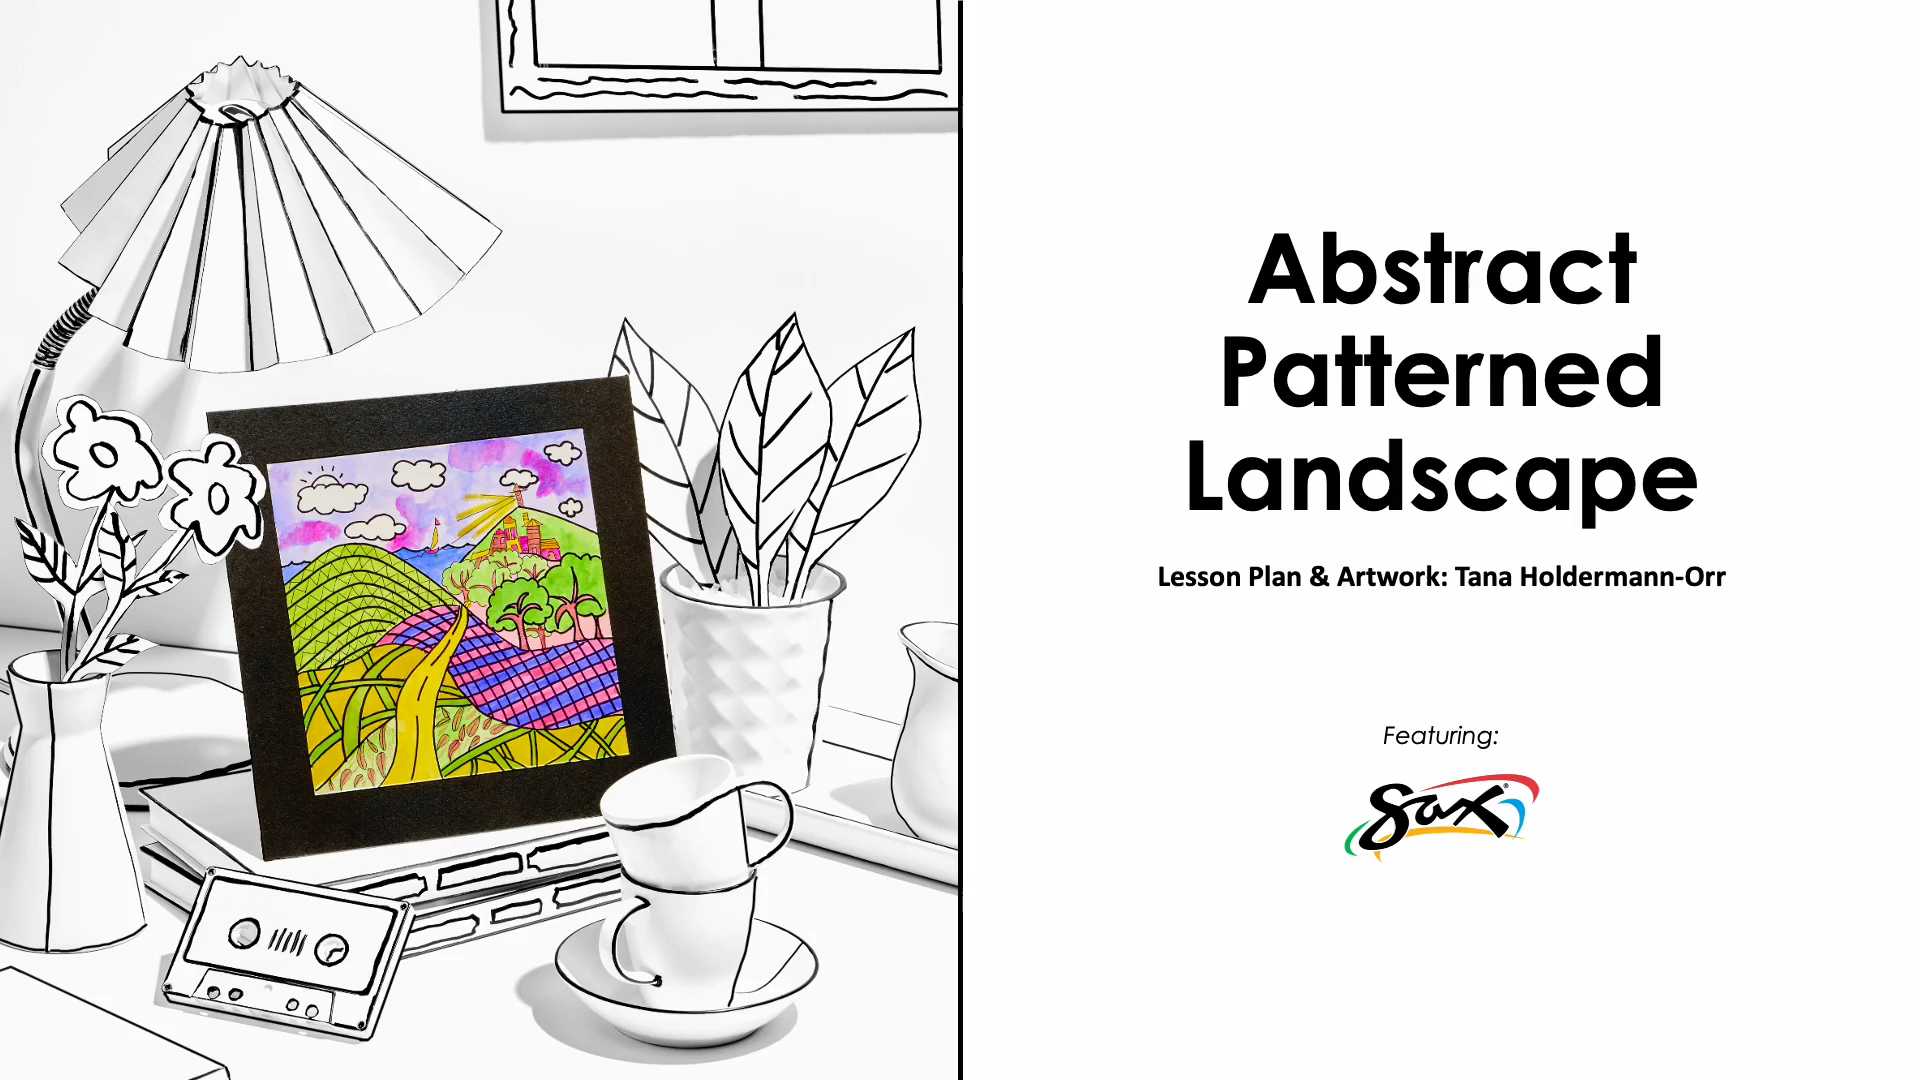 Abstract
Patterned
Landscape
Lesson Plan & Artwork: Tana Holdermann-Orr
Featuring:
Sax®